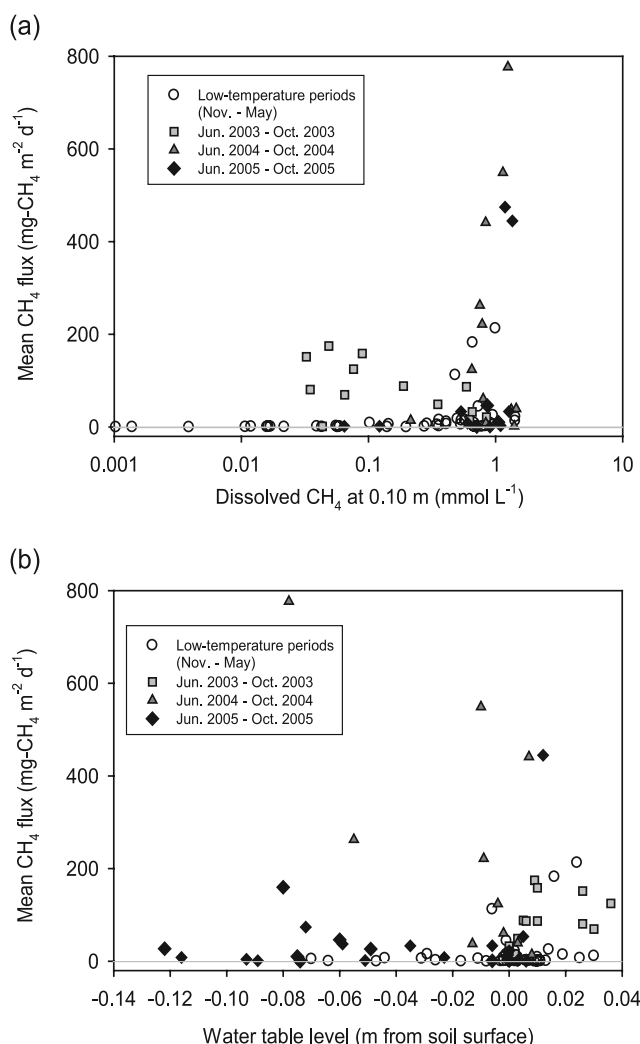 (a)
800
600
400
200
0
Mean CH4 flux (mg-CH4 m-2 d-1)
Low-temperature periods
(Nov. - May)
Jun. 2003 - Oct. 2003
Jun. 2004 - Oct. 2004
Jun. 2005 - Oct. 2005
0.001 0.01 0.1 1 10
Dissolved CH4 at 0.10 m (mmol L-1)
(b)
800
600
400
200
0
Mean CH4 flux (mg-CH4 m-2 d-1)
Low-temperature periods
(Nov. - May)
Jun. 2003 - Oct. 2003
Jun. 2004 - Oct. 2004
Jun. 2005 - Oct. 2005
-0.14 -0.12 -0.10 -0.08 -0.06 -0.04 -0.02 0.00 0.02 0.04
Water table level (m from soil surface)